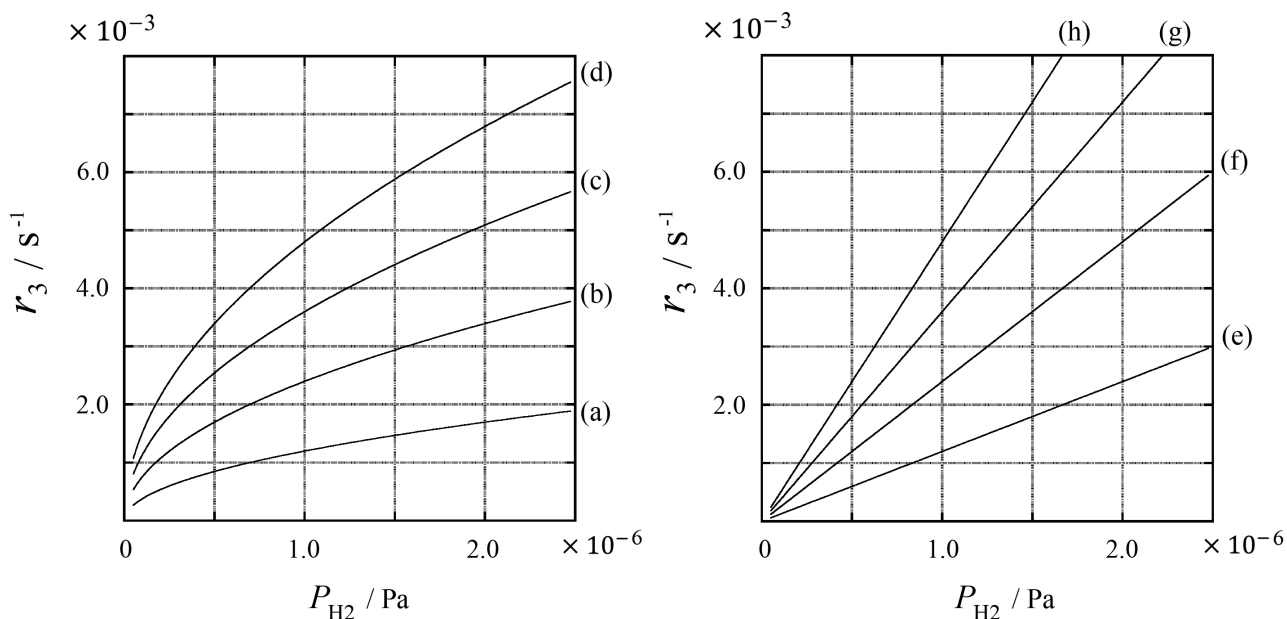 × 10⁻³
r₃ / s⁻¹
6.0
4.0
2.0
0
1.0
2.0
× 10⁻⁶
P_H2 / Pa
(d)
(c)
(b)
(a)
× 10⁻³
r₃ / s⁻¹
6.0
4.0
2.0
0
1.0
2.0
× 10⁻⁶
P_H2 / Pa
(h)
(g)
(f)
(e)